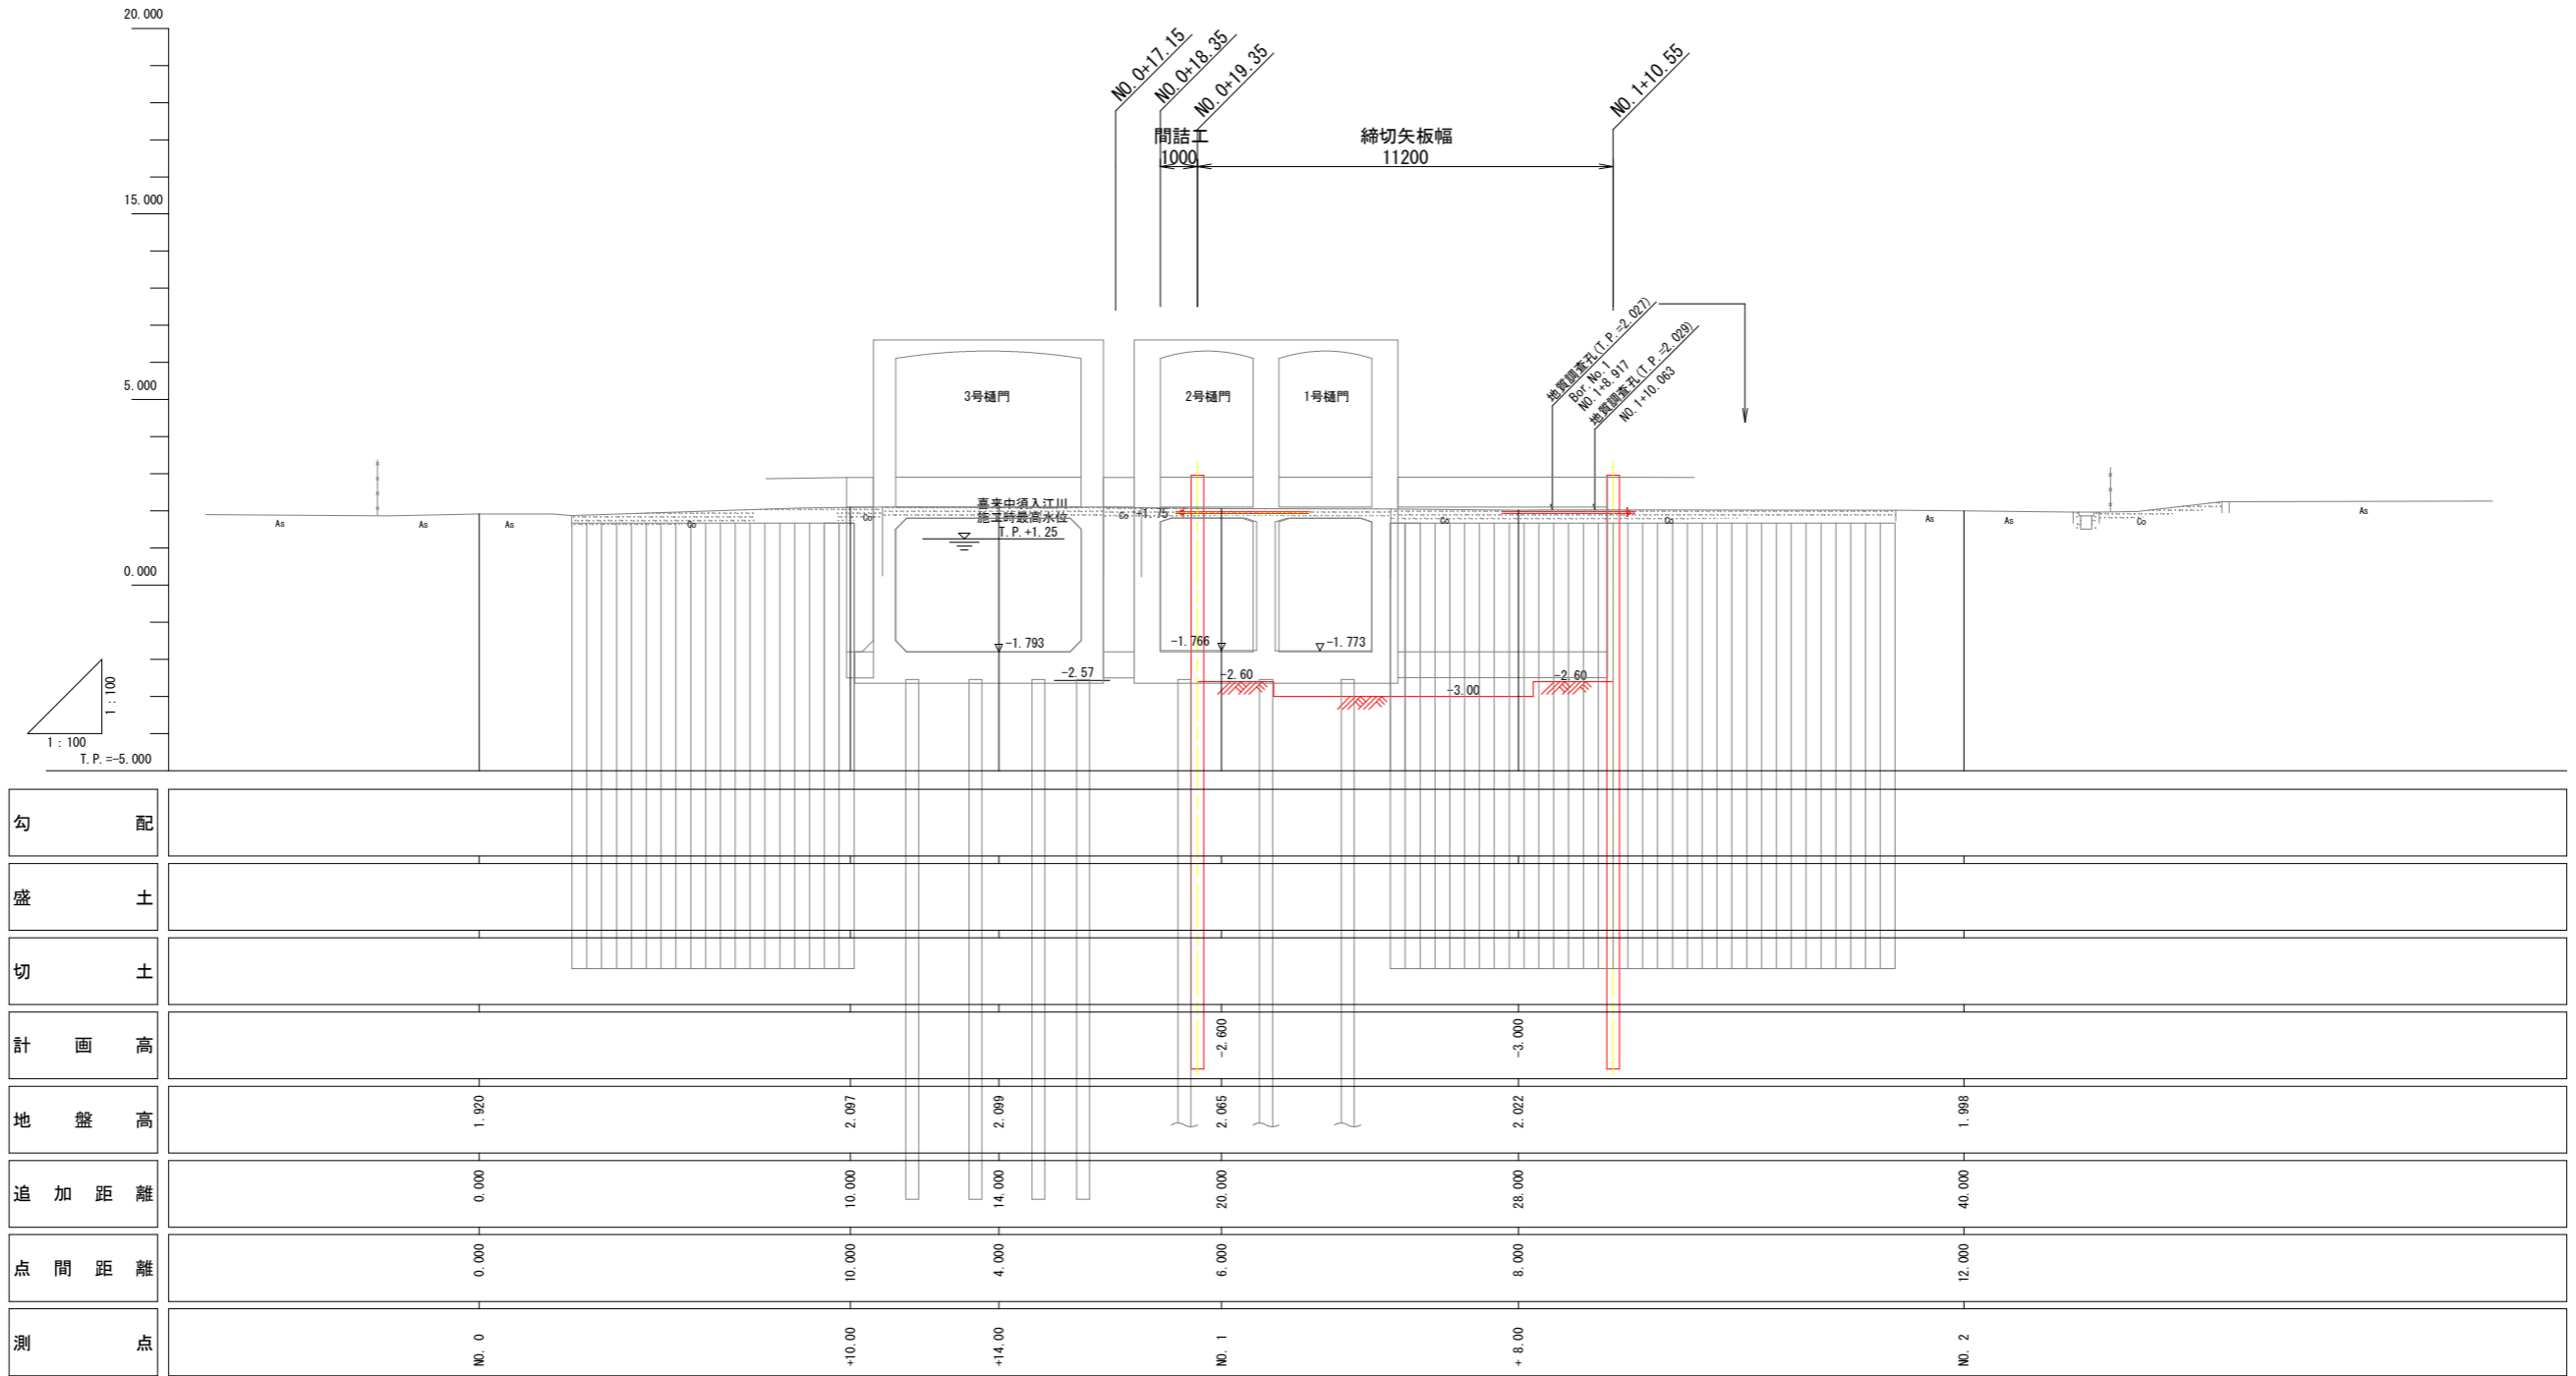 20.000
15.000
5.000
0.000
T.P.=-5.000
1：100
1：100
NO.0+17.15
NO.0+18.35
NO.0+19.35
NO.1+10.55
間詰工
1000
締切矢板幅
11200
地質調査孔(T.P.=2.027)
Bor.No.1
NO.1+8.917
地質調査孔(T.P.=2.029)
NO.1+10.063
3号樋門
2号樋門
1号樋門
喜来中須入江川
施工時最高水位
T.P.+1.25
+1.75
As
As
As
Co
Co
Co
Co
Co
As
As
Co
As
-1.793
-1.766
-1.773
-2.57
-2.60
-3.00
-2.60
勾配
盛土
切土
計画高
-2.600
-3.000
地盤高
1.920
2.097
2.099
2.065
2.022
1.998
追加距離
0.000
10.000
14.000
20.000
28.000
40.000
点間距離
0.000
10.000
4.000
6.000
8.000
12.000
測点
NO. 0
+10.00
+14.00
NO. 1
+ 8.00
NO. 2